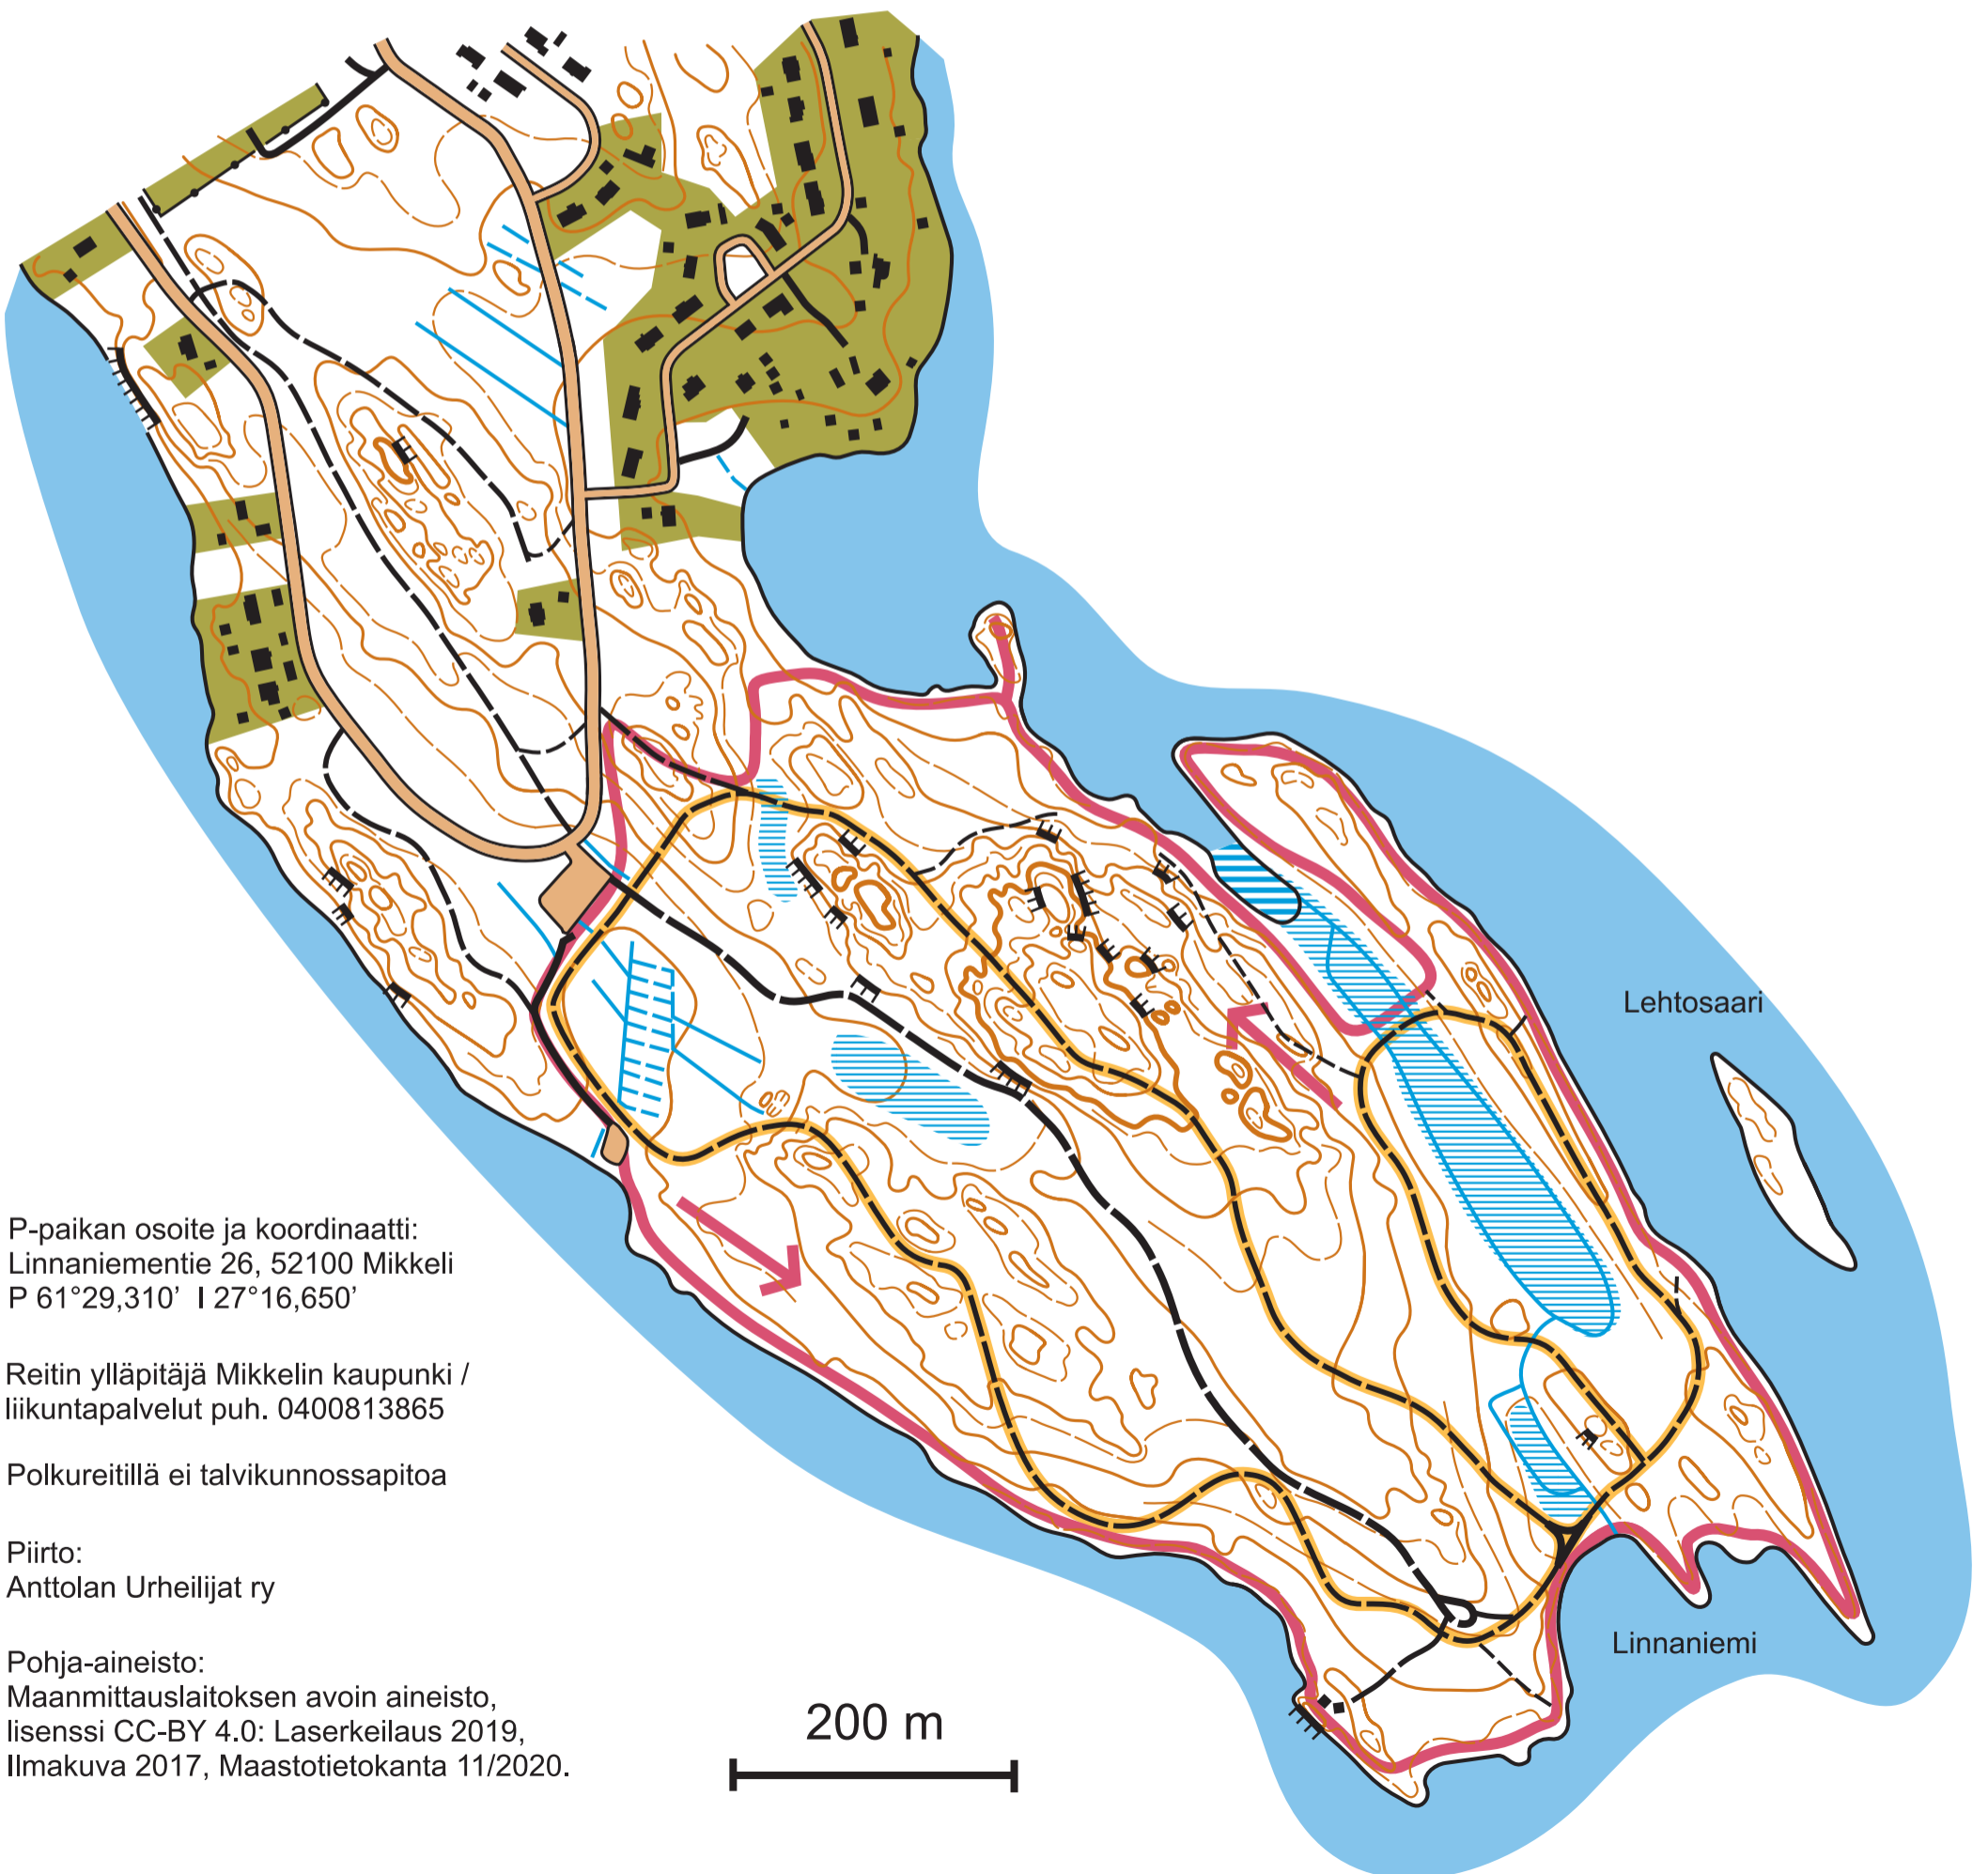 Lehtosaari
P-paikan osoite ja koordinaatti:
Linnaniementie 26, 52100 Mikkeli
P 61°29,310’ I 27°16,650’
Reitin ylläpitäjä Mikkelin kaupunki /
liikuntapalvelut puh. 0400813865
Polkureitillä ei talvikunnossapitoa
Piirto:
Anttolan Urheilijat ry
Linnaniemi
Pohja-aineisto:
Maanmittauslaitoksen avoin aineisto,
lisenssi CC-BY 4.0: Laserkeilaus 2019,
Ilmakuva 2017, Maastotietokanta 11/2020.
200 m